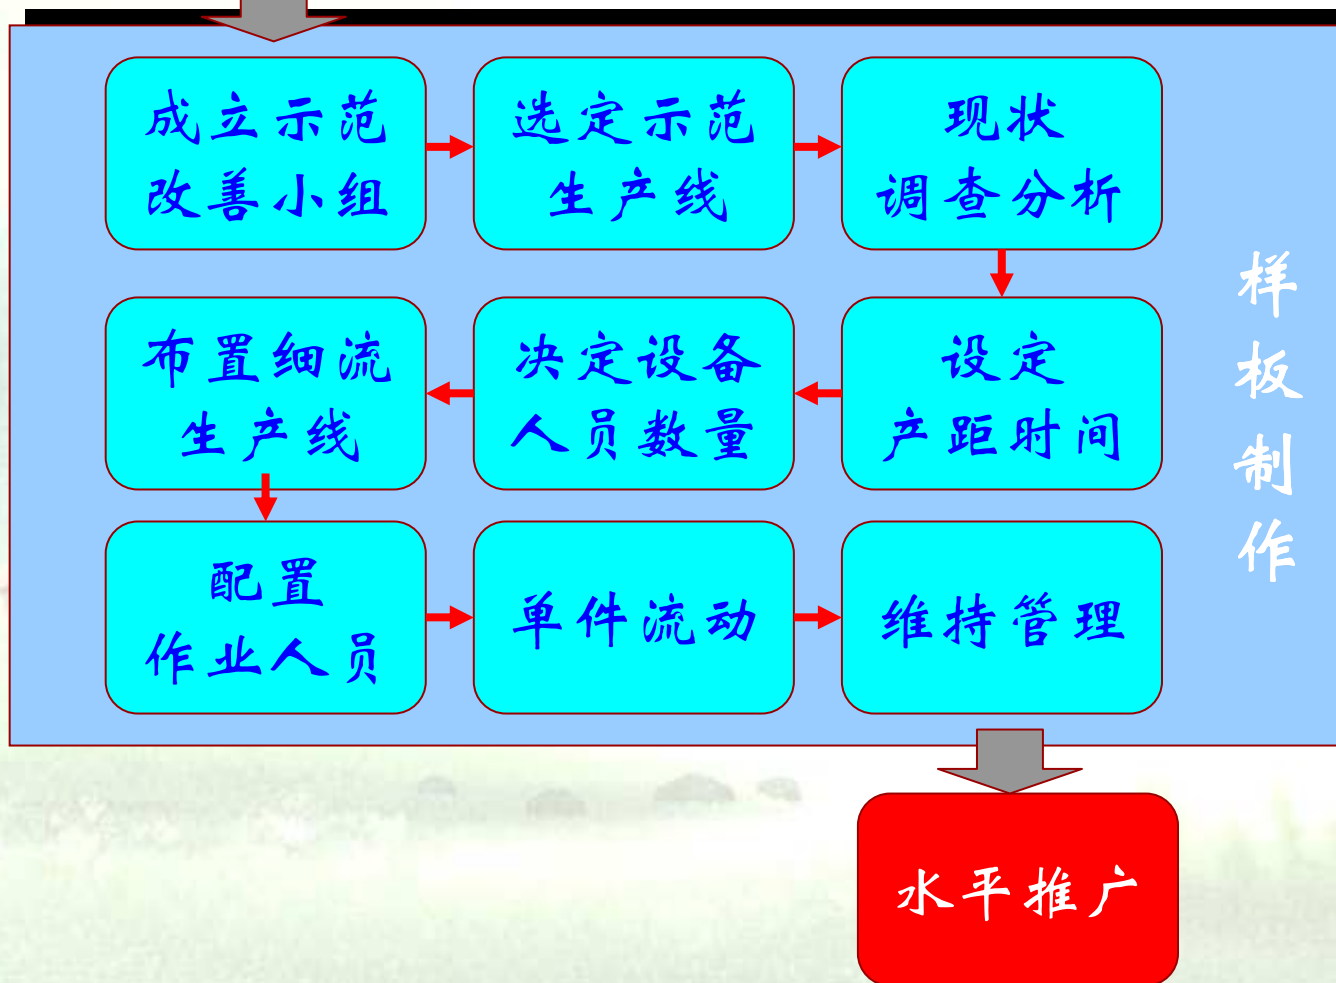 成立示范
改善小组
选定示范
生产线
现状
调查分析
设定
产距时间
决定设备
人员数量
布置细流
生产线
配置
作业人员
单件流动
维持管理
样
板
制
作
水平推广